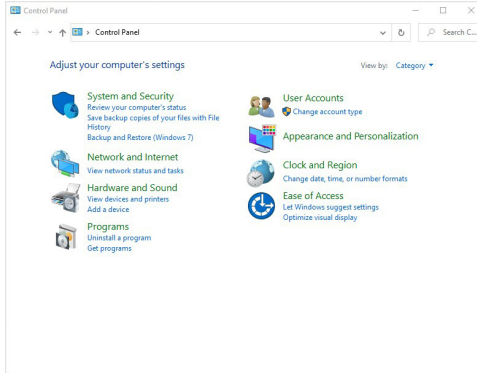 Control Panel
Control Panel
Search C...
Adjust your computer's settings
View by: Category
System and Security
Review your computer's status
Save backup copies of your files with File
History
Backup and Restore (Windows 7)
Network and Internet
View network status and tasks
Hardware and Sound
View devices and printers
Add a device
Programs
Uninstall a program
Get programs
User Accounts
Change account type
Appearance and Personalization
Clock and Region
Change date, time, or number formats
Ease of Access
Let Windows suggest settings
Optimize visual display